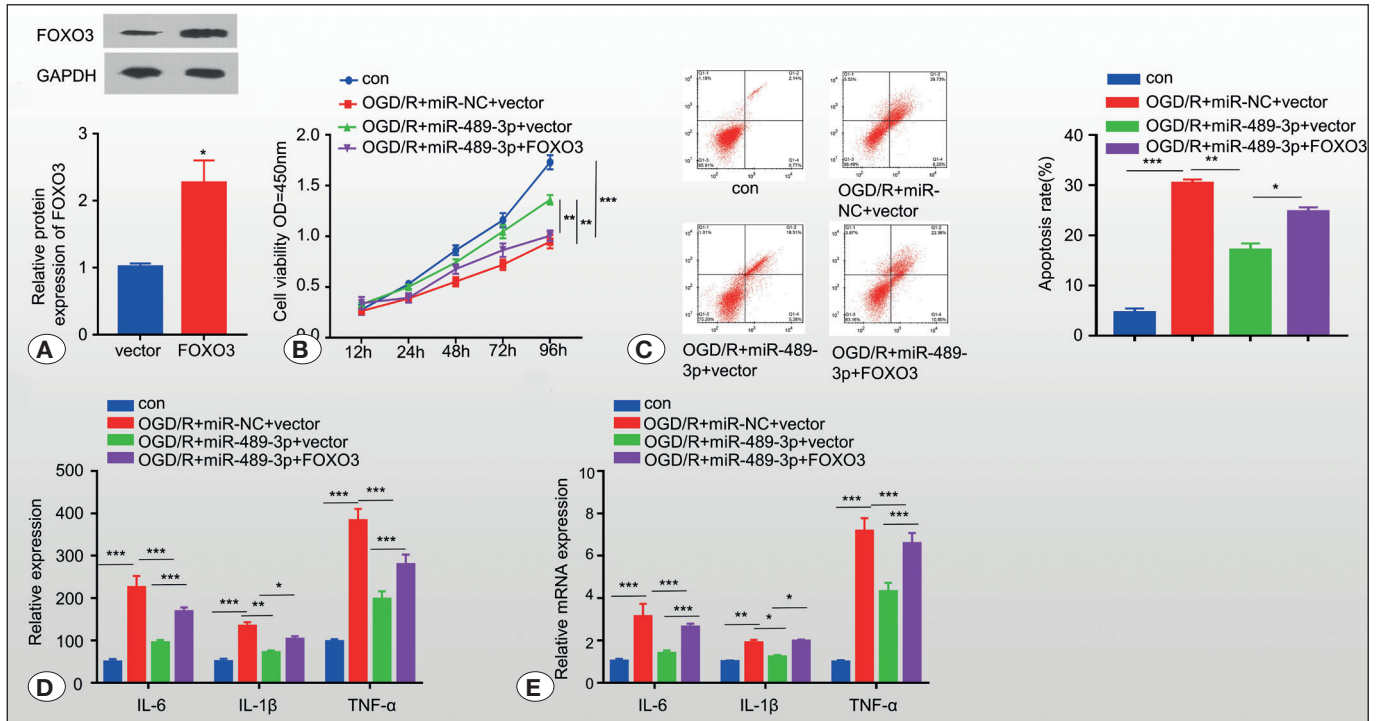 FOXO3
GAPDH
Relative protein
expression of FOXO3
3
2
1
0
*
vector
FOXO3
A
con
OGD/R+miR-NC+vector
OGD/R+miR-489-3p+vector
OGD/R+miR-489-3p+FOXO3
Cell viability OD=450nm
2.0
1.5
1.0
0.5
0.0
**
**
***
12h
24h
48h
72h
96h
B
con
OGD/R+miR-
NC+vector
OGD/R+miR-489-
3p+vector
OGD/R+miR-489-
3p+FOXO3
C
con
OGD/R+miR-NC+vector
OGD/R+miR-489-3p+vector
OGD/R+miR-489-3p+FOXO3
Apoptosis rate(%)
40
30
20
10
0
***
**
*
con
OGD/R+miR-NC+vector
OGD/R+miR-489-3p+vector
OGD/R+miR-489-3p+FOXO3
Relative expression
500
400
300
200
100
0
***
***
***
***
**
*
***
***
***
IL-6
IL-1β
TNF-α
D
con
OGD/R+miR-NC+vector
OGD/R+miR-489-3p+vector
OGD/R+miR-489-3p+FOXO3
Relative mRNA expression
10
8
6
4
2
0
***
***
***
**
*
*
***
***
***
IL-6
IL-1β
TNF-α
E